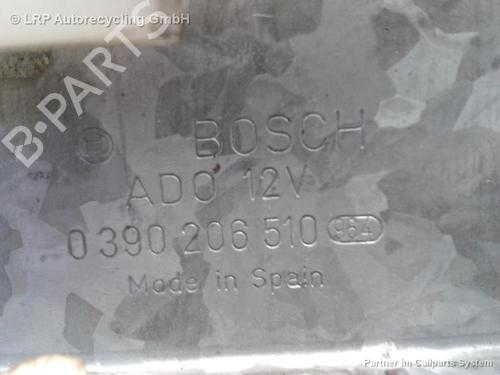 © LRP Autorecycling GmbH
B-PARTS
BOSCH
ADO 12V
0 390 206 510 964
Made in Spain
Partner im Callparts System